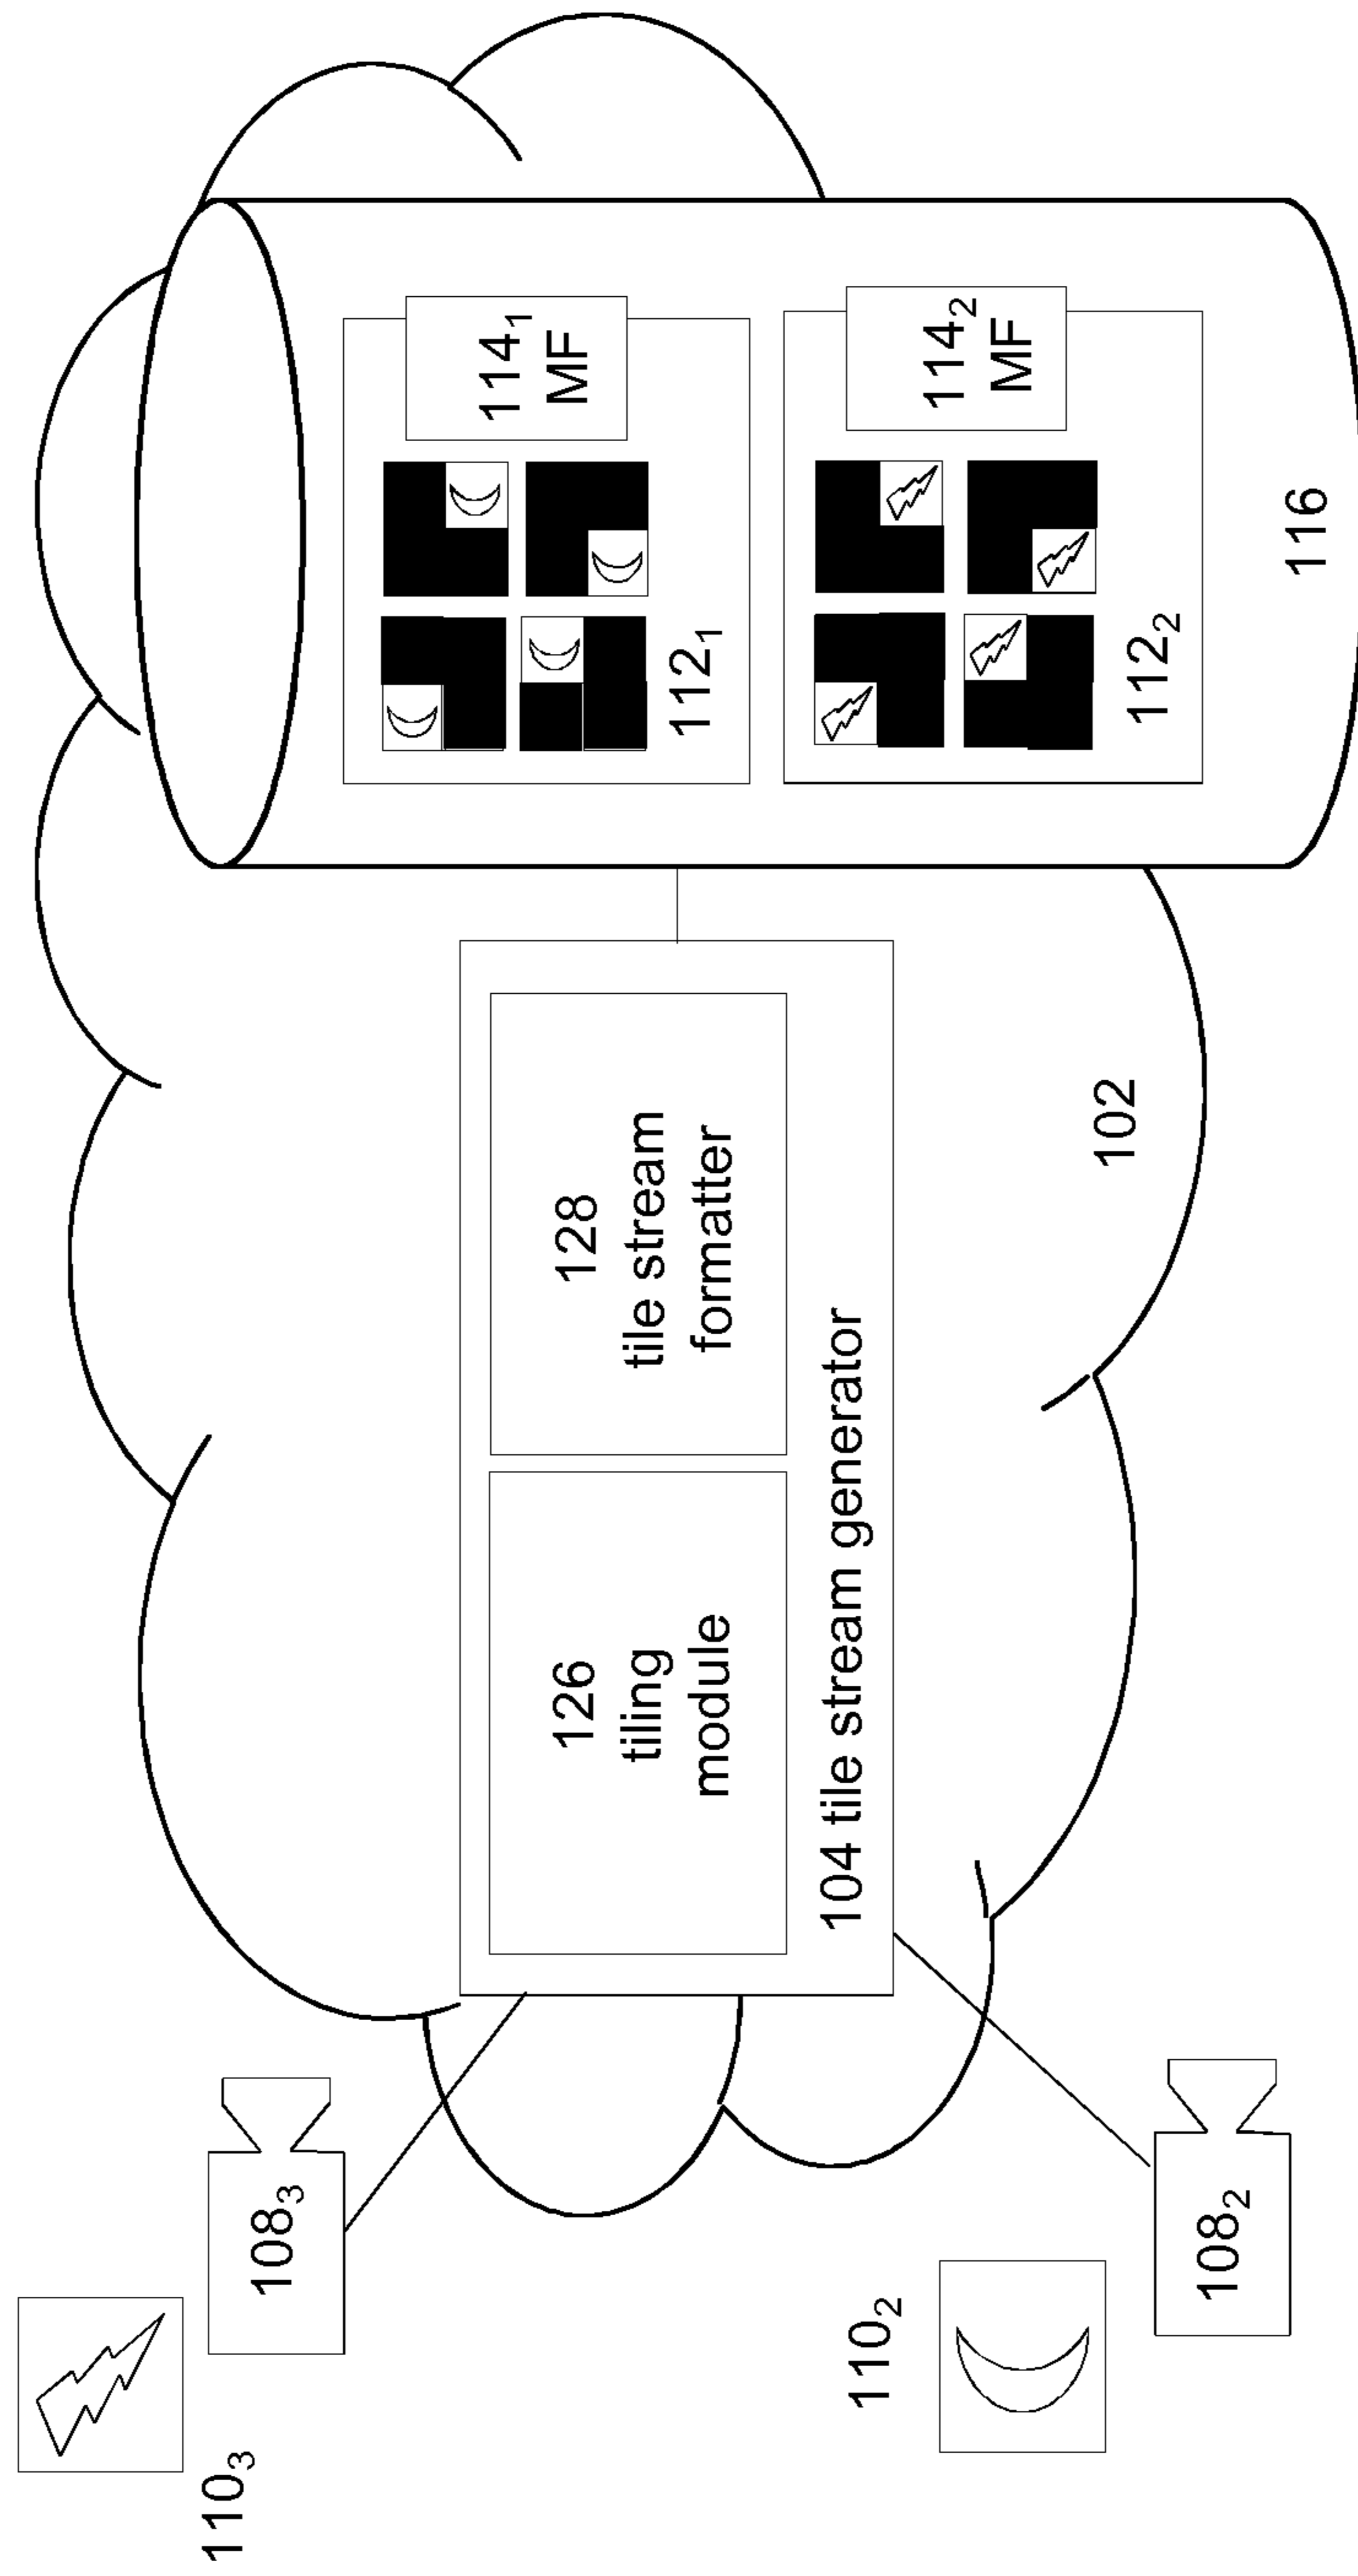 110₃
108₃
110₂
108₂
126
tiling
module
128
tile stream
formatter
104 tile stream generator
102
114₁
MF
112₁
114₂
MF
112₂
116